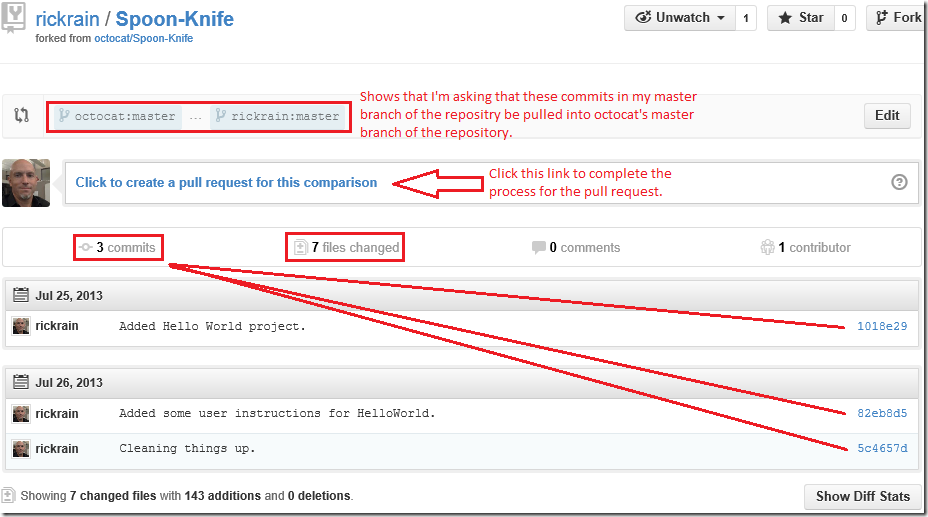 rickrain / Spoon-Knife
forked from octocat/Spoon-Knife
Unwatch 1 Star 0 Fork
octocat:master ... rickrain:master
Shows that I'm asking that these commits in my master
branch of the repositry be pulled into octocat's master
branch of the repository.
Edit
Click to create a pull request for this comparison
Click this link to complete the
process for the pull request.
?
3 commits 7 files changed 0 comments 1 contributor
Jul 25, 2013
rickrain Added Hello World project. 1018e29
Jul 26, 2013
rickrain Added some user instructions for HelloWorld. 82eb8d5
rickrain Cleaning things up. 5c4657d
Showing 7 changed files with 143 additions and 0 deletions.
Show Diff Stats